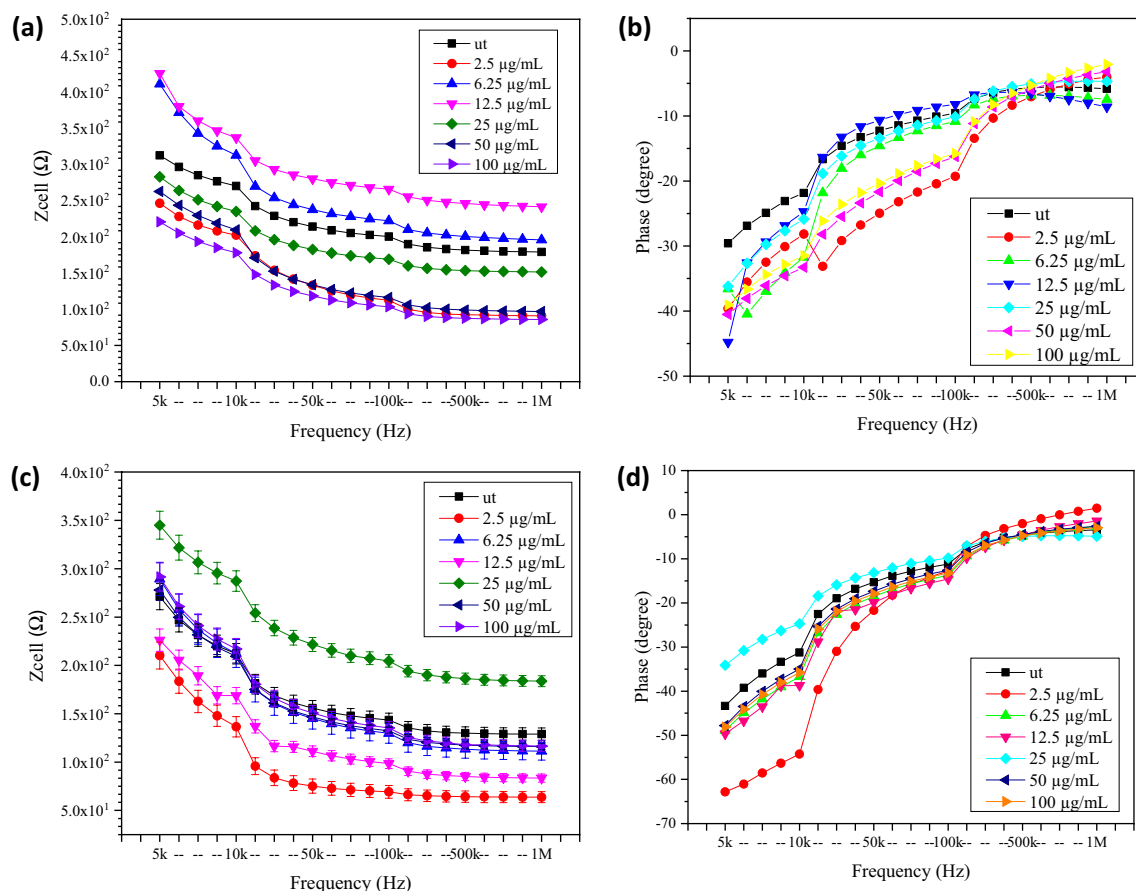 (a)
Zcell (Ω)
5.0x10²
4.5x10²
4.0x10²
3.5x10²
3.0x10²
2.5x10²
2.0x10²
1.5x10²
1.0x10²
5.0x10¹
0.0
ut
2.5 µg/mL
6.25 µg/mL
12.5 µg/mL
25 µg/mL
50 µg/mL
100 µg/mL
5k -- -- -- 10k -- -- -- 50k -- -- --100k-- -- --500k-- -- 1M
Frequency (Hz)
(b)
Phase (degree)
0
-10
-20
-30
-40
-50
ut
2.5 µg/mL
6.25 µg/mL
12.5 µg/mL
25 µg/mL
50 µg/mL
100 µg/mL
5k -- -- -- 10k -- -- -- 50k -- -- --100k-- -- --500k-- -- 1M
Frequency (Hz)
(c)
Zcell (Ω)
4.0x10²
3.5x10²
3.0x10²
2.5x10²
2.0x10²
1.5x10²
1.0x10²
5.0x10¹
ut
2.5 µg/mL
6.25 µg/mL
12.5 µg/mL
25 µg/mL
50 µg/mL
100 µg/mL
5k -- -- -- 10k -- -- -- 50k -- -- --100k-- -- --500k-- -- 1M
Frequency (Hz)
(d)
Phase (degree)
10
0
-10
-20
-30
-40
-50
-60
-70
ut
2.5 µg/mL
6.25 µg/mL
12.5 µg/mL
25 µg/mL
50 µg/mL
100 µg/mL
5k -- -- -- 10k -- -- -- 50k -- -- --100k-- -- --500k-- -- 1M
Frequency (Hz)